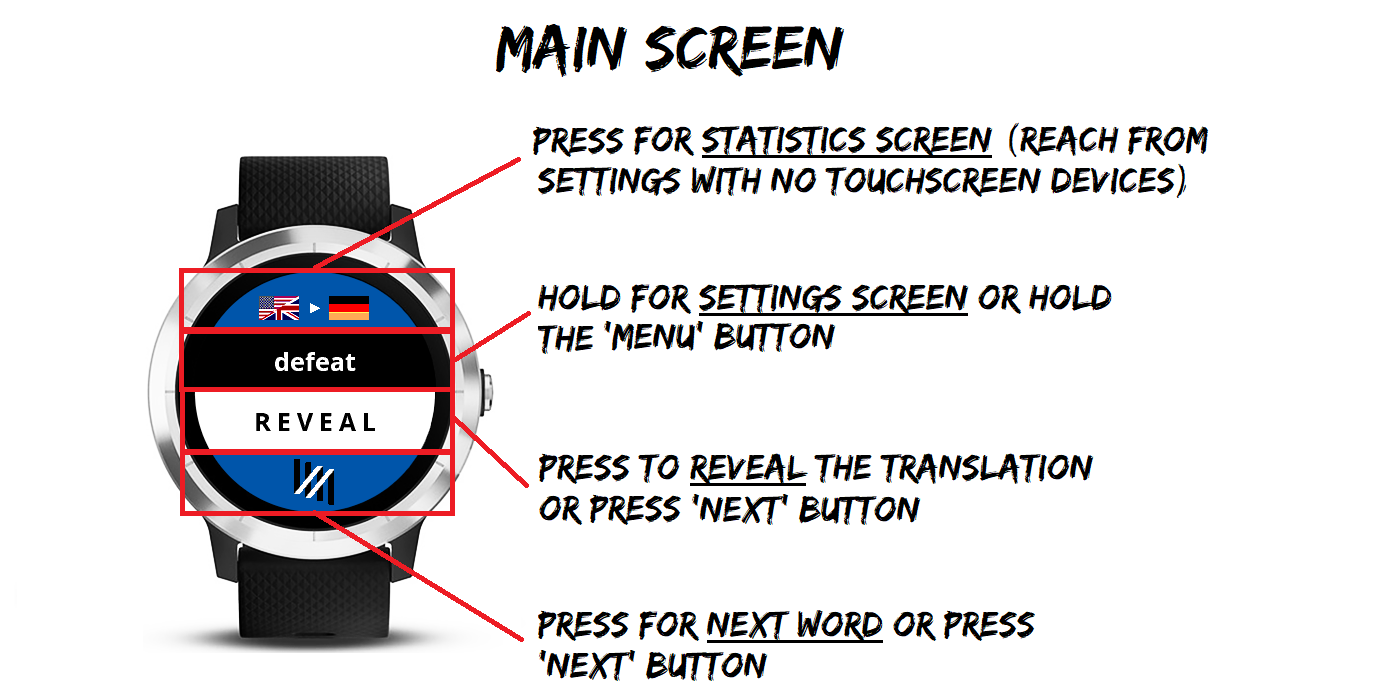 MAIN SCREEN
PRESS FOR STATISTICS SCREEN (REACH FROM
SETTINGS WITH NO TOUCHSCREEN DEVICES)
HOLD FOR SETTINGS SCREEN OR HOLD
THE 'MENU' BUTTON
defeat
REVEAL
PRESS TO REVEAL THE TRANSLATION
OR PRESS 'NEXT' BUTTON
PRESS FOR NEXT WORD OR PRESS
'NEXT' BUTTON